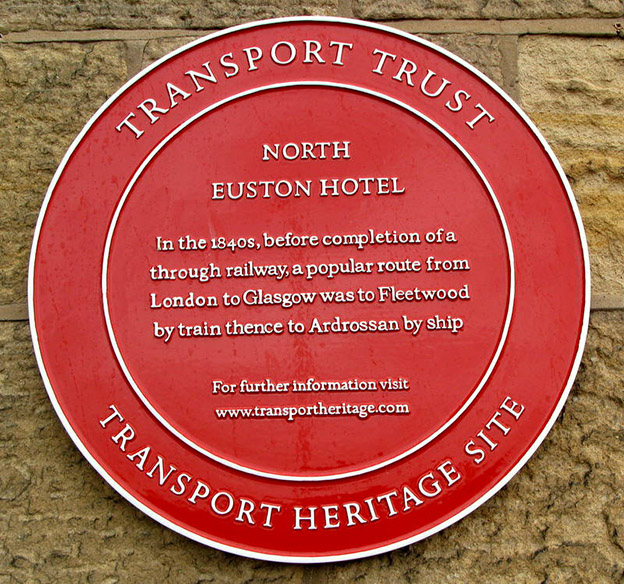 TRANSPORT TRUST
NORTH
EUSTON HOTEL
In the 1840s, before completion of a
through railway, a popular route from
London to Glasgow was to Fleetwood
by train thence to Ardrossan by ship
For further information visit
www.transportheritage.com
TRANSPORT HERITAGE SITE